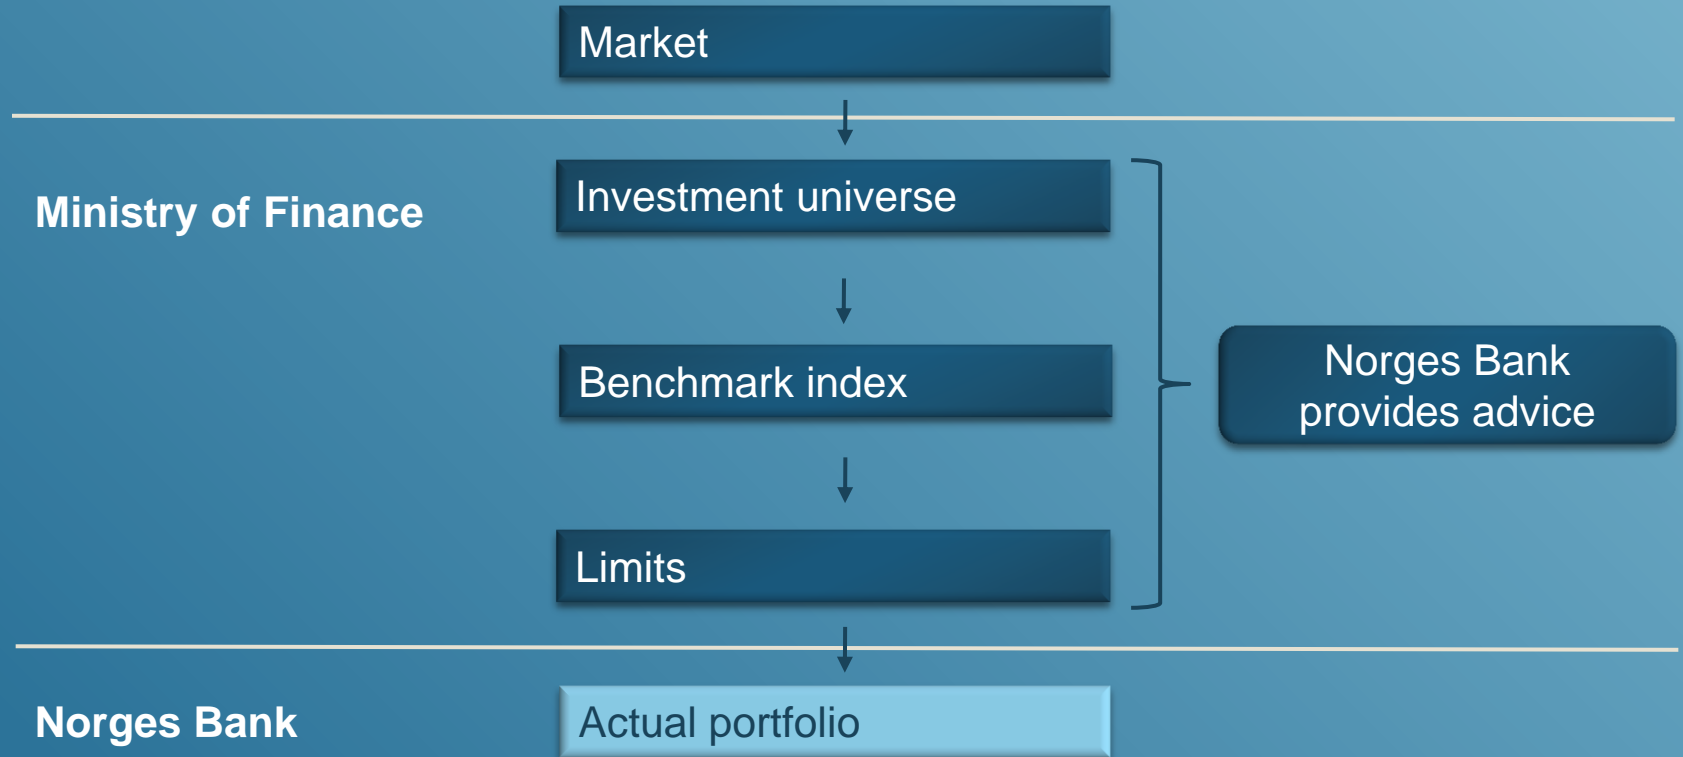 Market
Ministry of Finance
Investment universe
Benchmark index
Norges Bank
provides advice
Limits
Norges Bank
Actual portfolio